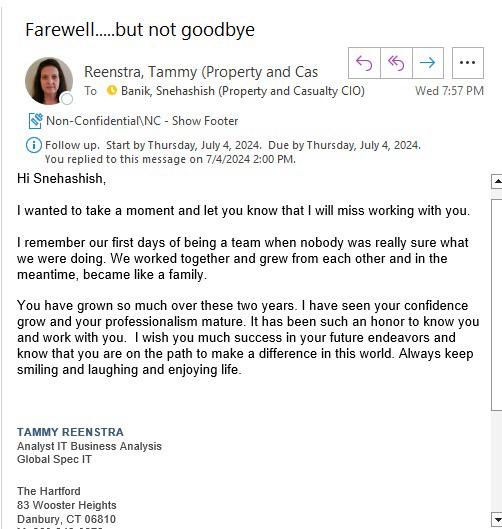 Farewell.....but not goodbye
Reenstra, Tammy (Property and Cas
To Banik, Snehashish (Property and Casualty CIO)
Wed 7:57 PM
Non-Confidential\NC - Show Footer
Follow up. Start by Thursday, July 4, 2024. Due by Thursday, July 4, 2024.
You replied to this message on 7/4/2024 2:00 PM.
Hi Snehashish,
I wanted to take a moment and let you know that I will miss working with you.
I remember our first days of being a team when nobody was really sure what
we were doing. We worked together and grew from each other and in the
meantime, became like a family.
You have grown so much over these two years. I have seen your confidence
grow and your professionalism mature. It has been such an honor to know you
and work with you.  I wish you much success in your future endeavors and
know that you are on the path to make a difference in this world. Always keep
smiling and laughing and enjoying life.
TAMMY REENSTRA
Analyst IT Business Analysis
Global Spec IT
The Hartford
83 Wooster Heights
Danbury, CT 06810